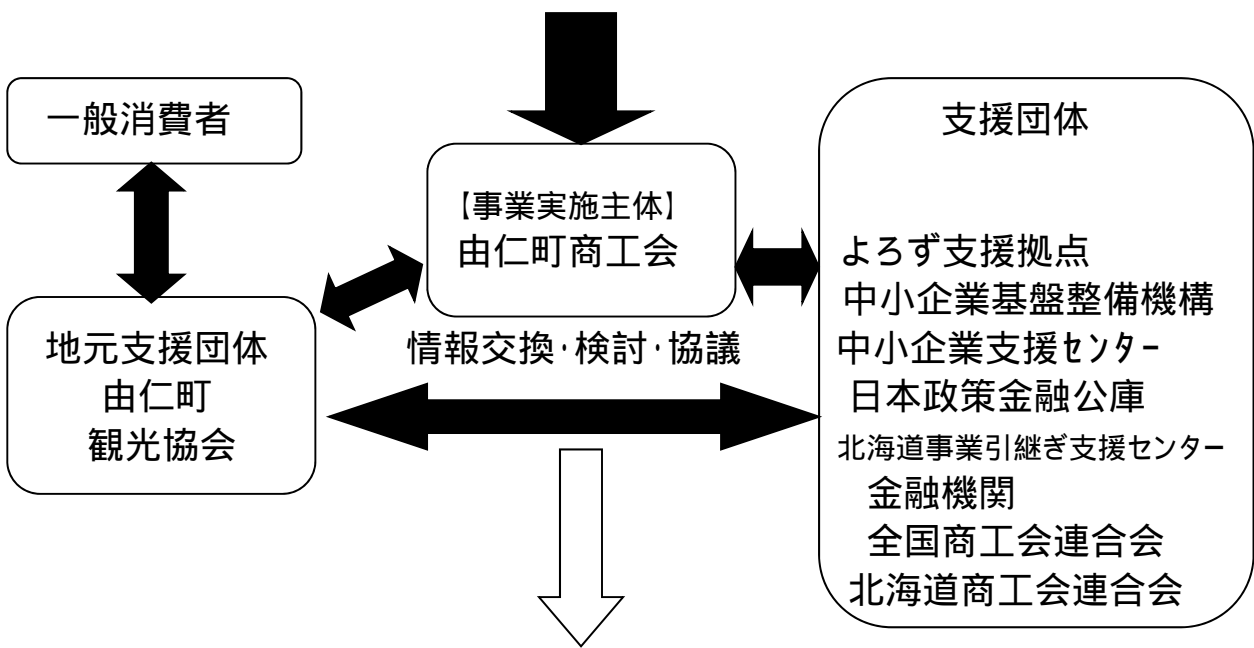 一般消費者
【事業実施主体】
由仁町商工会
地元支援団体
由仁町
観光協会
情報交換・検討・協議
支援団体
よろず支援拠点
中小企業基盤整備機構
中小企業支援センター
日本政策金融公庫
北海道事業引継ぎ支援センター
金融機関
全国商工会連合会
北海道商工会連合会